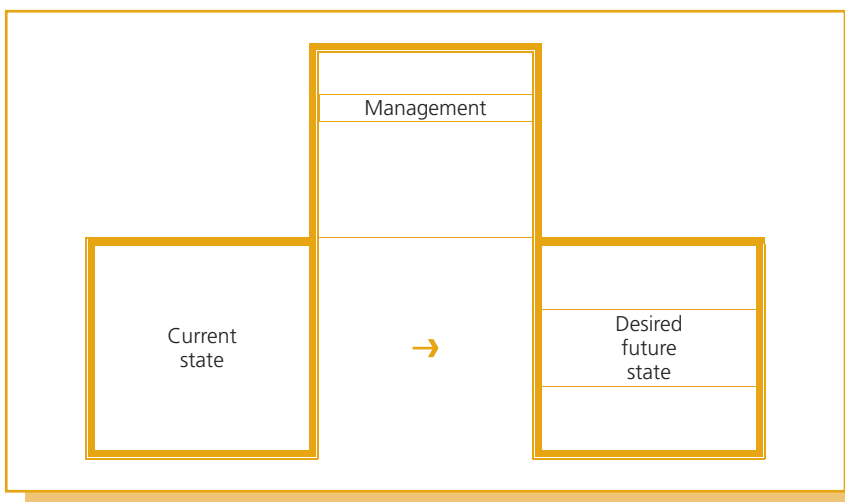 Management
Current
state
Desired
future
state